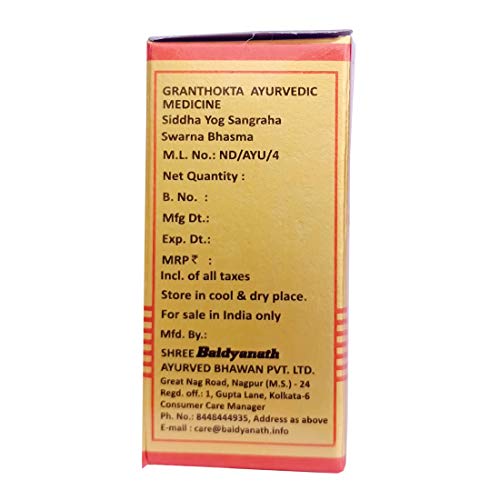 GRANTHOKTA AYURVEDIC
MEDICINE
Siddha Yog Sangraha
Swarna Bhasma
M.L. No.: ND/AYU/4
Net Quantity :
B. No. :
Mfg Dt.:
Exp. Dt.:
MRP ₹ :
Incl. of all taxes
Store in cool & dry place.
For sale in India only
Mfd. By.:
SHREE Baidyanath
AYURVED BHAWAN PVT. LTD.
Great Nag Road, Nagpur (M.S.) - 24
Regd. off.: 1, Gupta Lane, Kolkata-6
Consumer Care Manager
Ph. No.: 8448444935, Address as above
E-mail : care@baidyanath.info